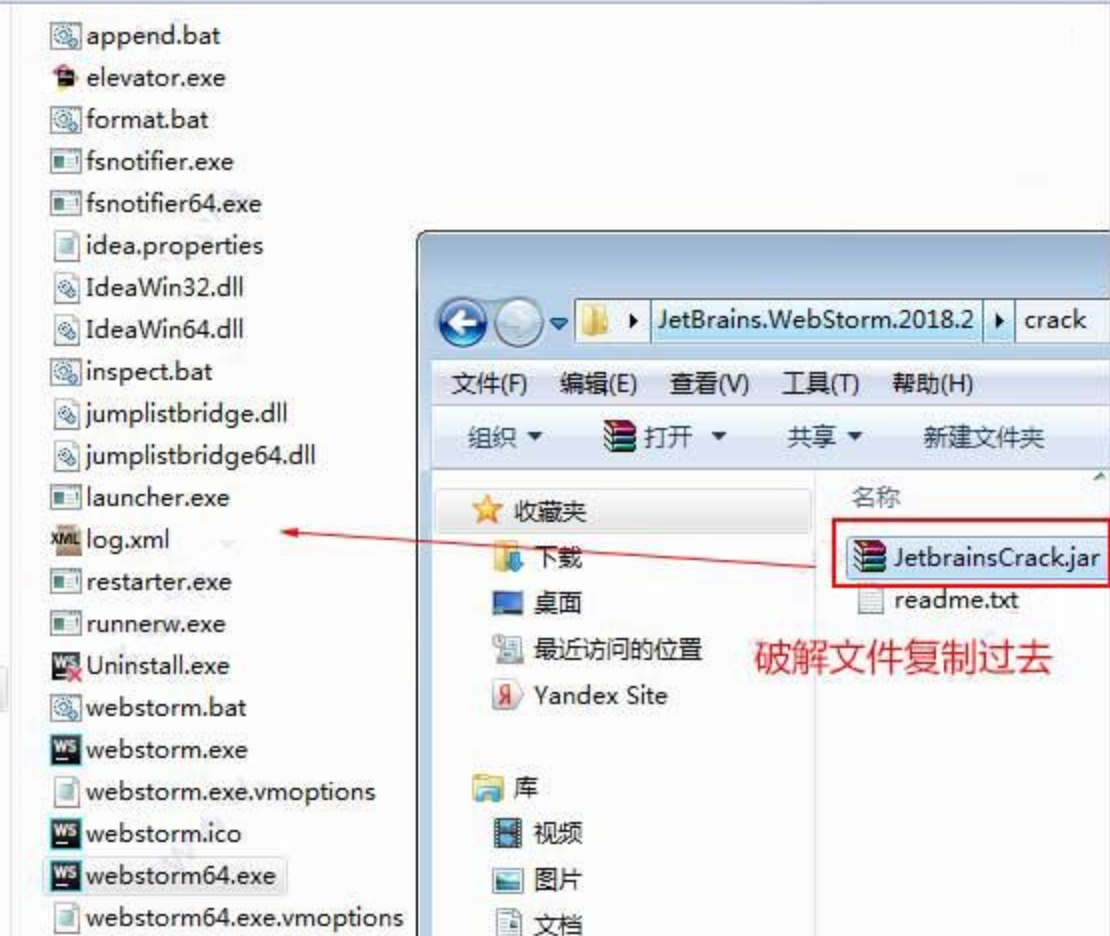 append.bat
elevator.exe
format.bat
fsnotifier.exe
fsnotifier64.exe
idea.properties
IdeaWin32.dll
IdeaWin64.dll
inspect.bat
jumplistbridge.dll
jumplistbridge64.dll
launcher.exe
XML log.xml
restarter.exe
runnerw.exe
WS Uninstall.exe
webstorm.bat
WS webstorm.exe
webstorm.exe.vmoptions
WS webstorm.ico
WS webstorm64.exe
webstorm64.exe.vmoptions
JetBrains.WebStorm.2018.2 crack
文件(F) 编辑(E) 查看(V) 工具(T) 帮助(H)
组织 打开 共享 新建文件夹
收藏夹
下载
桌面
最近访问的位置
Я Yandex Site
库
视频
图片
文档
名称
JetbrainsCrack.jar
readme.txt
破解文件复制过去